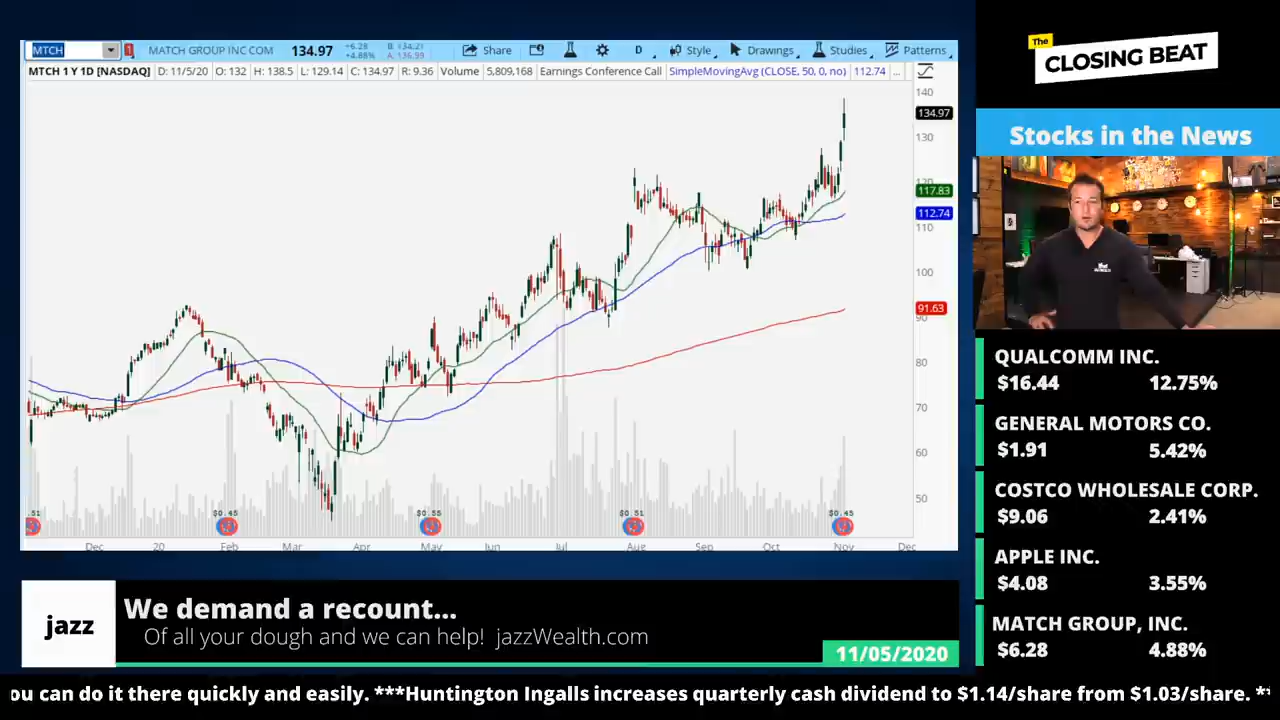 MTCH
1
MATCH GROUP INC COM
134.97
+6.28
+4.88%
B: 134.21
A: 136.99
Share
D
Style
Drawings
Studies
Patterns
MTCH 1 Y 1D [NASDAQ] D: 11/5/20 O: 132 H: 138.5 L: 129.14 C: 134.97 R: 9.36 Volume 5,809,168 Earnings Conference Call SimpleMovingAvg (CLOSE, 50, 0, no) 112.74 ...
140
134.97
130
120
117.83
112.74
110
100
91.63
90
80
70
60
50
.51 $0.45 $0.55 $0.51 $0.45
Dec 20 Feb Mar Apr May Jun Jul Aug Sep Oct Nov Dec
The
CLOSING BEAT
Stocks in the News
QUALCOMM INC.
$16.44 12.75%
GENERAL MOTORS CO.
$1.91 5.42%
COSTCO WHOLESALE CORP.
$9.06 2.41%
APPLE INC.
$4.08 3.55%
MATCH GROUP, INC.
$6.28 4.88%
jazz
We demand a recount...
Of all your dough and we can help! jazzWealth.com
11/05/2020
ou can do it there quickly and easily. ***Huntington Ingalls increases quarterly cash dividend to $1.14/share from $1.03/share. **